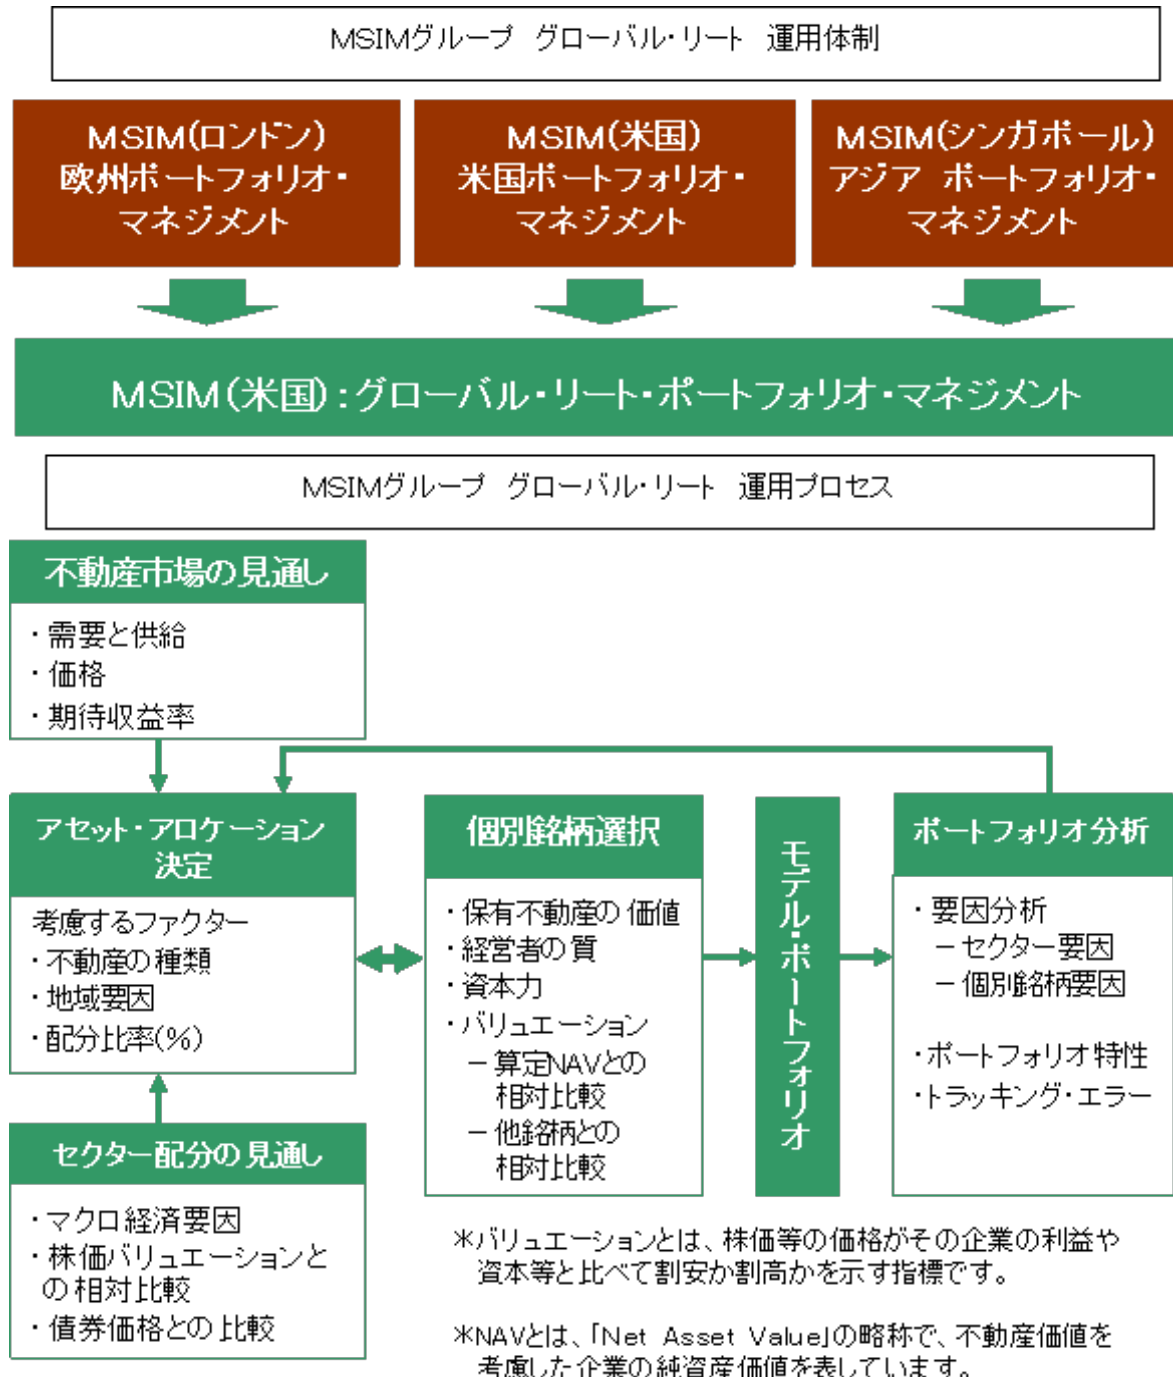 MSIMグループ グローバル・リート 運用体制
MSIM(ロンドン)
欧州ポートフォリオ・
マネジメント
MSIM(米国)
米国ポートフォリオ・
マネジメント
MSIM(シンガポール)
アジア ポートフォリオ・
マネジメント
MSIM(米国):グローバル・リート・ポートフォリオ・マネジメント
MSIMグループ グローバル・リート 運用プロセス
不動産市場の見通し
・需要と供給
・価格
・期待収益率
アセット・アロケーション
決定
考慮するファクター
・不動産の種類
・地域要因
・配分比率(%)
セクター配分の見通し
・マクロ経済要因
・株価バリュエーションと
の相対比較
・債券価格との比較
個別銘柄選択
・保有不動産の価値
・経営者の質
・資本力
・バリュエーション
－算定NAVとの
相対比較
－他銘柄との
相対比較
モデル・ポートフォリオ
ポートフォリオ分析
・要因分析
－セクター要因
－個別銘柄要因
・ポートフォリオ特性
・トラッキング・エラー
＊バリュエーションとは、株価等の価格がその企業の利益や
資本等と比べて割安か割高かを示す指標です。
＊NAVとは、「Net Asset Value」の略称で、不動産価値を
考慮した企業の純資産価値を表しています。